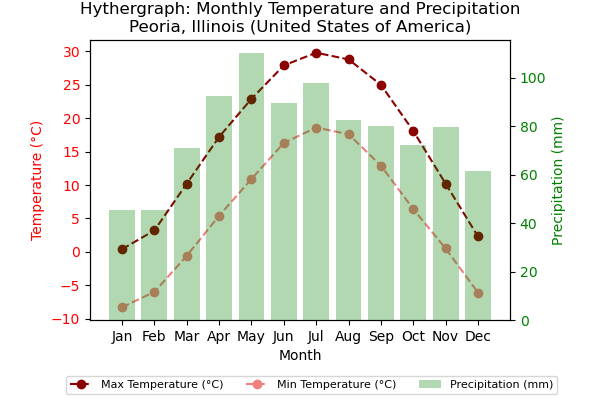 Hythergraph: Monthly Temperature and Precipitation
Peoria, Illinois (United States of America)
Temperature (°C)
30
25
20
15
10
5
0
−5
−10
100
80
60
40
20
0
Precipitation (mm)
Jan Feb Mar Apr May Jun Jul Aug Sep Oct Nov Dec
Month
Max Temperature (°C) Min Temperature (°C) Precipitation (mm)